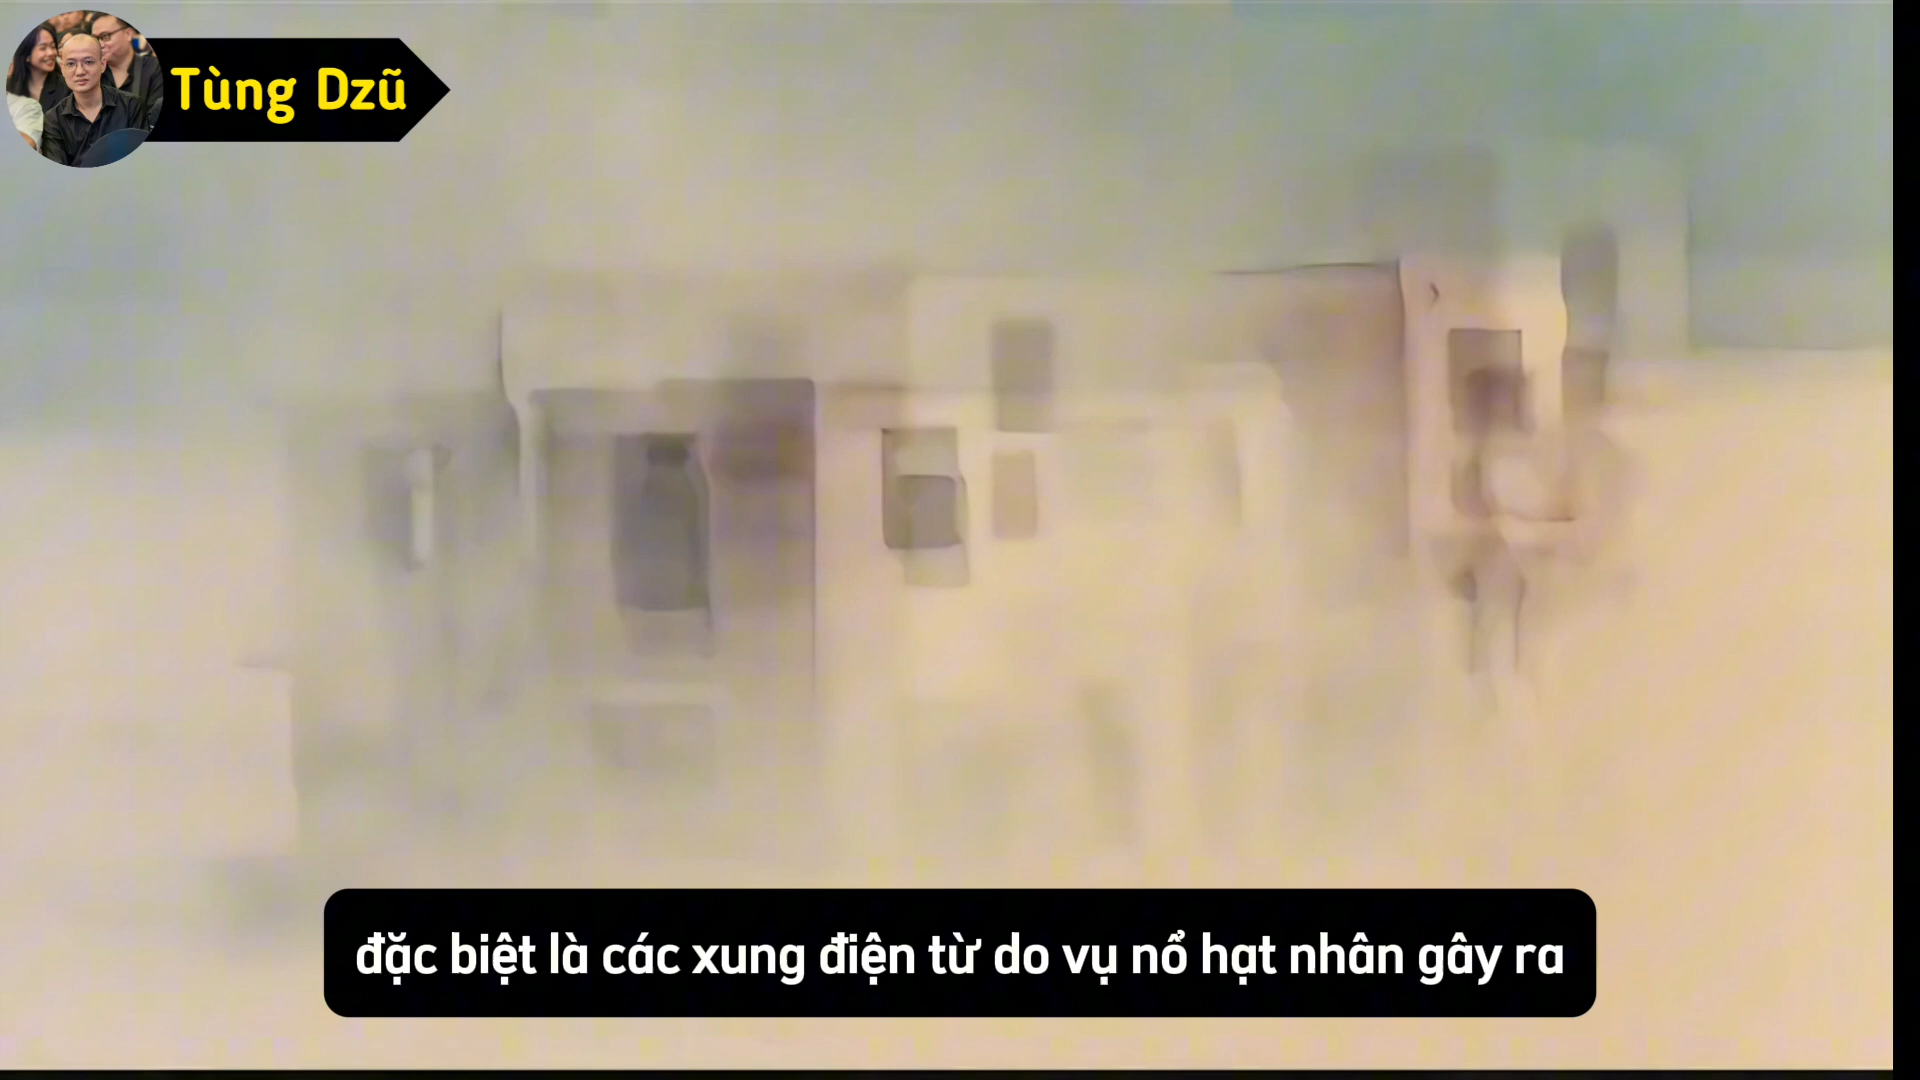 Tùng Dzũ
đặc biệt là các xung điện từ do vụ nổ hạt nhân gây ra